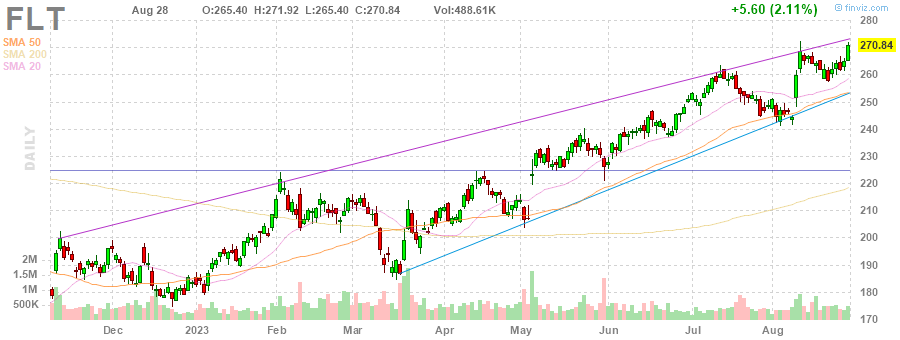 FLT Aug 28 O:265.40 H:271.92 L:265.40 C:270.84 Vol:488.61K +5.60 (2.11%) © finviz.com
SMA 50
SMA 200
SMA 20
DAILY
280
270.84
260
250
240
230
220
210
200
190
180
170
2M
1.5M
1M
500K
Dec 2023 Feb Mar Apr May Jun Jul Aug